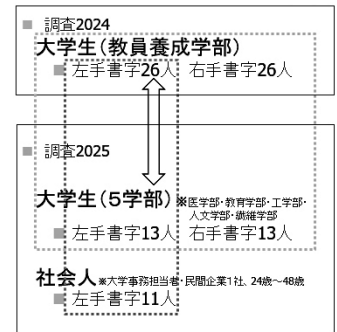 調査2024
大学生(教員養成学部)
左手書字26人 右手書字26人
調査2025
大学生(5学部)※医学部・教育学部・工学部・
人文学部・繊維学部
左手書字13人 右手書字13人
社会人※大学事務担当者・民間企業1社、24歳~48歳
左手書字11人